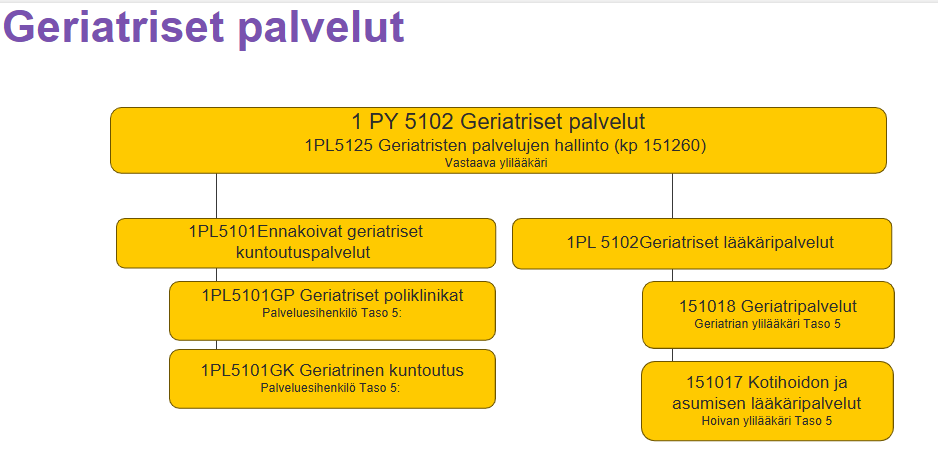 Geriatriset palvelut
1 PY 5102 Geriatriset palvelut
1PL5125 Geriatristen palvelujen hallinto (kp 151260)
Vastaava ylilääkäri
1PL5101Ennakoivat geriatriset
kuntoutuspalvelut
1PL5101GP Geriatriset poliklinikat
Palveluesihenkilö Taso 5:
1PL5101GK Geriatrinen kuntoutus
Palveluesihenkilö Taso 5:
1PL 5102Geriatriset lääkäripalvelut
151018 Geriatripalvelut
Geriatrian ylilääkäri Taso 5
151017 Kotihoidon ja
asumisen lääkäripalvelut
Hoivan ylilääkäri Taso 5